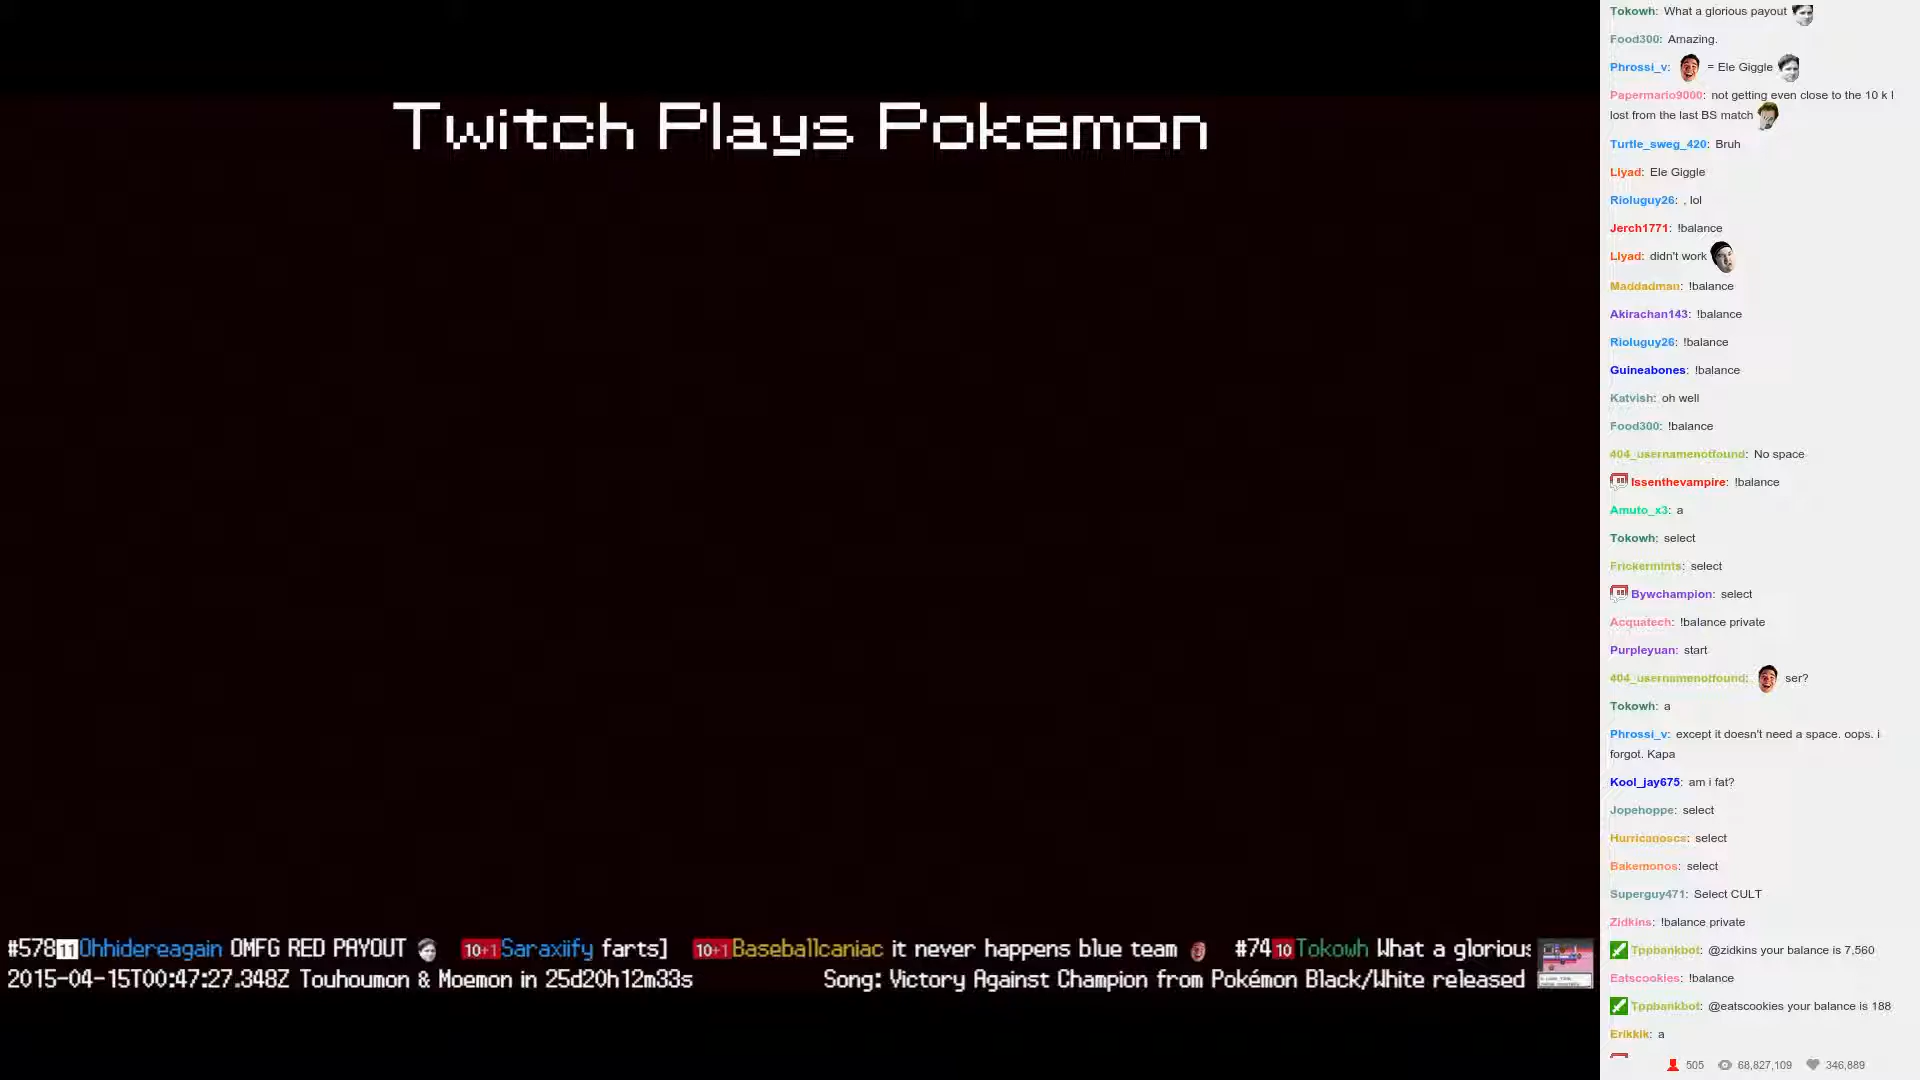 Twitch Plays Pokemon
#578 11 Ohhidereagain OMFG RED PAYOUT 10+1 Saraxiify farts] 10+1 Baseballcaniac it never happens blue team #74 10 Tokowh What a glorious
2015-04-15T00:47:27.348Z Touhoumon & Moemon in 25d20h12m33s Song: Victory Against Champion from Pokémon Black/White released
Tokowh: What a glorious payout
Food300: Amazing.
Phrossi_v: = Ele Giggle
Papermario9000: not getting even close to the 10 k I
lost from the last BS match
Turtle_sweg_420: Bruh
Liyad: Ele Giggle
Rioluguy26: , lol
Jerch1771: !balance
Liyad: didn't work
Maddadman: !balance
Akirachan143: !balance
Rioluguy26: !balance
Guineabones: !balance
Katvish: oh well
Food300: !balance
404_usernamenotfound: No space
Issenthevampire: !balance
Amuto_x3: a
Tokowh: select
Frickermints: select
Bywchampion: select
Acquatech: !balance private
Purpleyuan: start
404_usernamenotfound: ser?
Tokowh: a
Phrossi_v: except it doesn't need a space. oops. i
forgot. Kapa
Kool_jay675: am i fat?
Jopehoppe: select
Hurricanosca: select
Bakemonos: select
Superguy471: Select CULT
Zidkins: !balance private
Tppbankbot: @zidkins your balance is 7,560
Eatscookies: !balance
Tppbankbot: @eatscookies your balance is 188
Erikkik: a
505 68,827,109 346,889